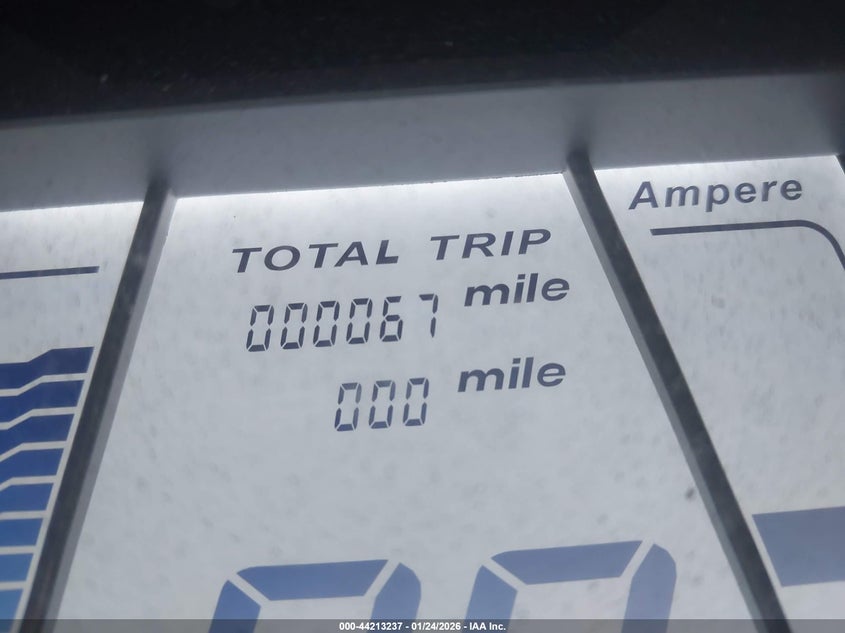 Ampere
TOTAL TRIP
000067 mile
000 mile
000-44213237 - 01/24/2026 - IAA Inc.